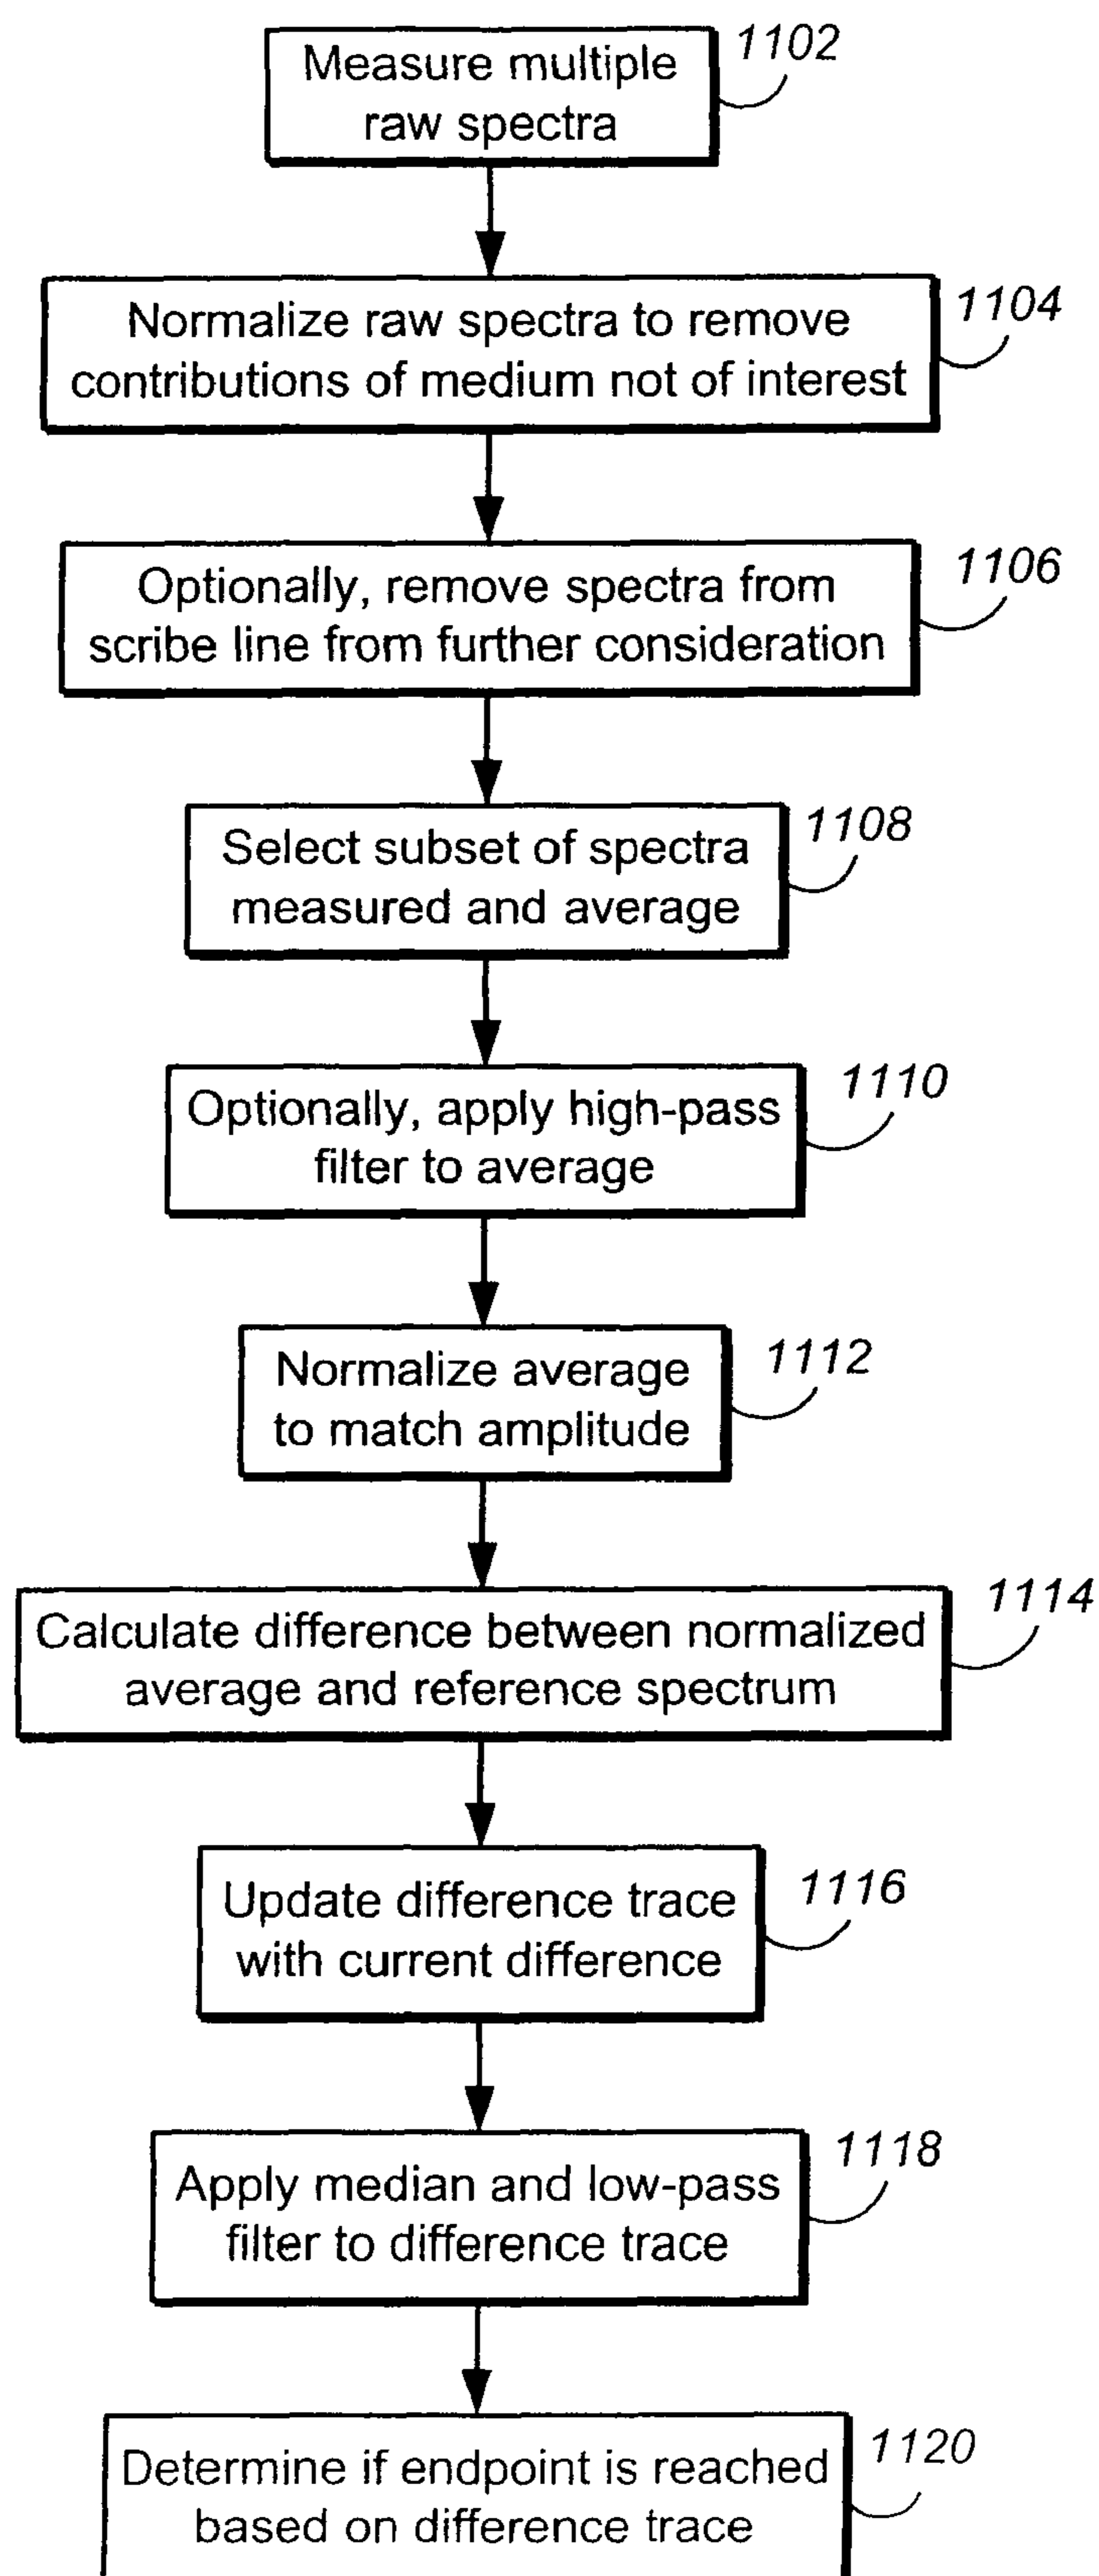 Measure multiple
raw spectra
1102
Normalize raw spectra to remove
contributions of medium not of interest
1104
Optionally, remove spectra from
scribe line from further consideration
1106
Select subset of spectra
measured and average
1108
Optionally, apply high-pass
filter to average
1110
Normalize average
to match amplitude
1112
Calculate difference between normalized
average and reference spectrum
1114
Update difference trace
with current difference
1116
Apply median and low-pass
filter to difference trace
1118
Determine if endpoint is reached
based on difference trace
1120